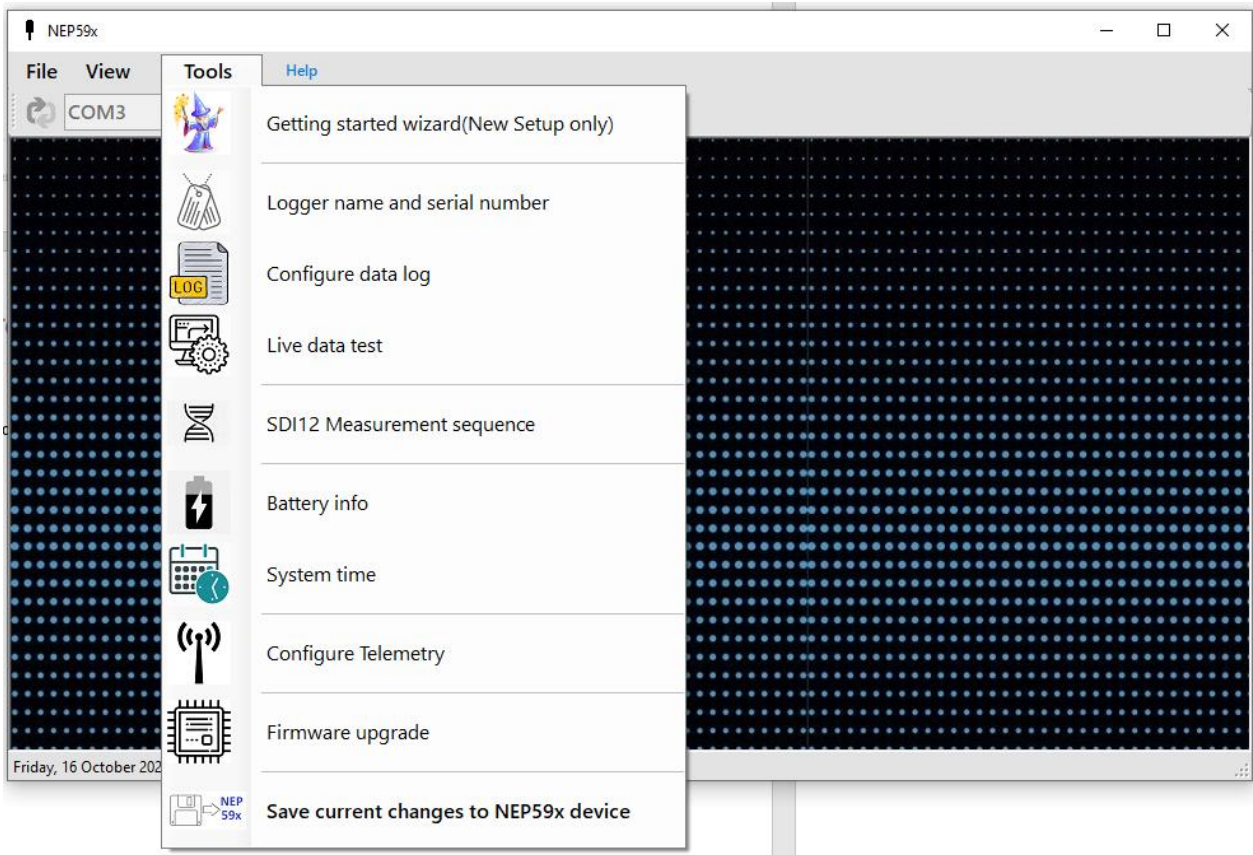 NEP59x
File View Tools Help
COM3
Getting started wizard(New Setup only)
Logger name and serial number
LOG
Configure data log
Live data test
SDI12 Measurement sequence
Battery info
System time
Configure Telemetry
Firmware upgrade
Friday, 16 October 202
NEP
59x
Save current changes to NEP59x device